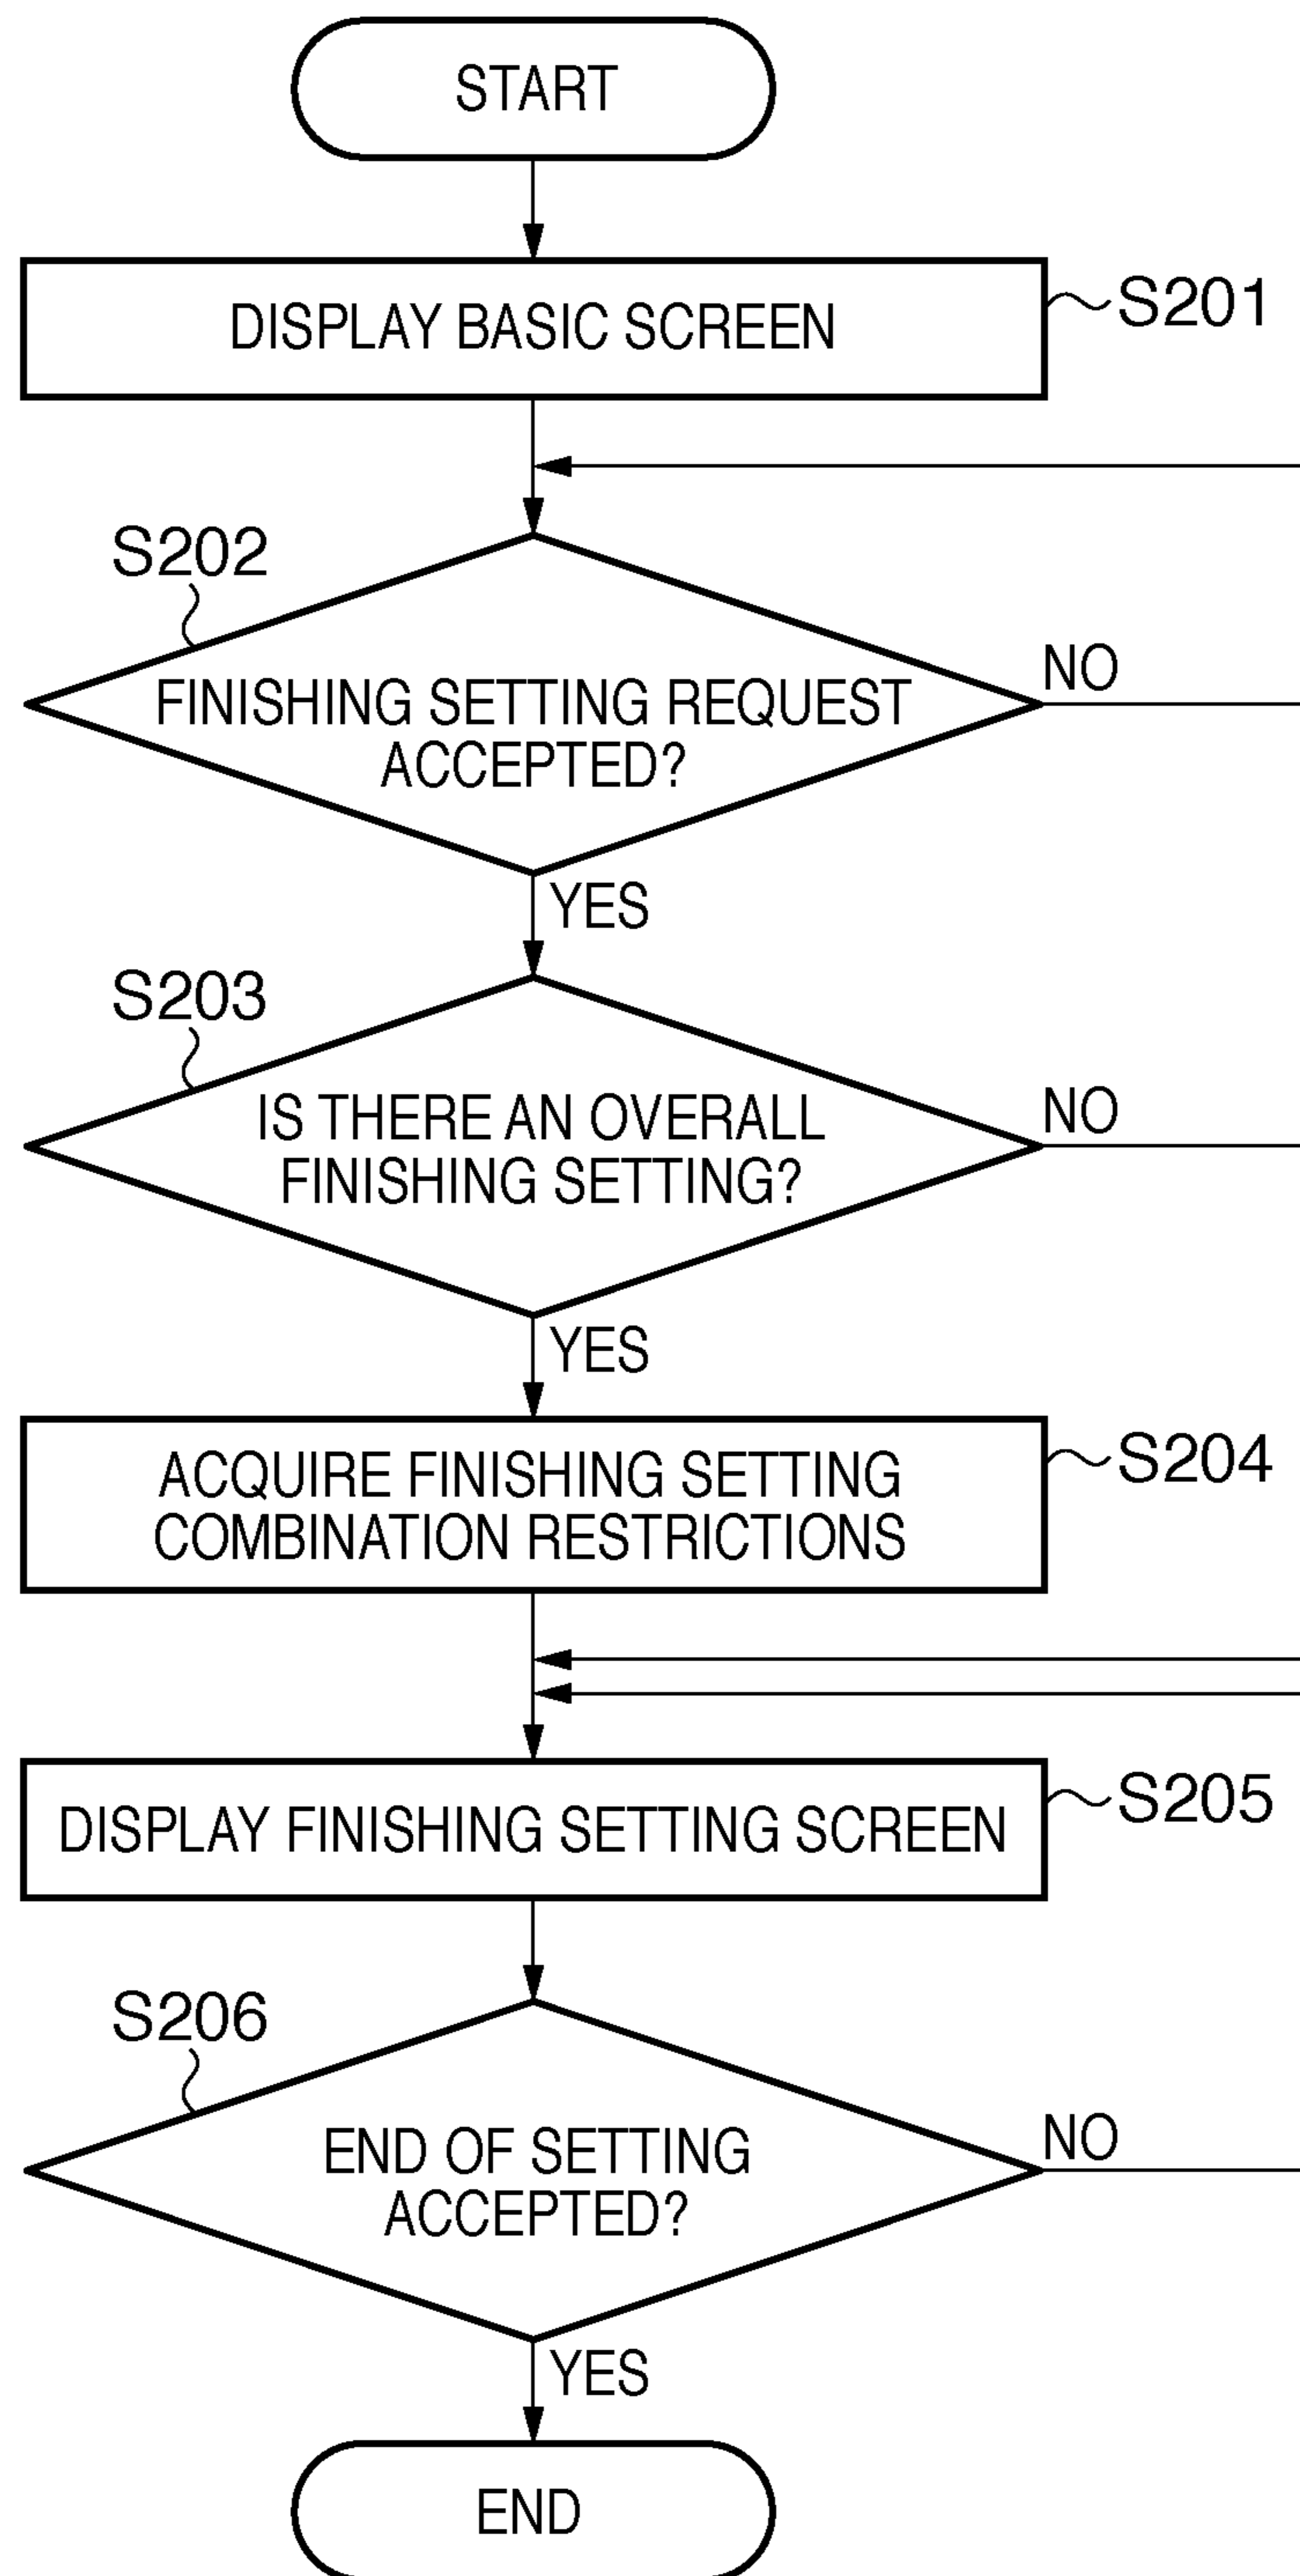 START
DISPLAY BASIC SCREEN
S201
S202
FINISHING SETTING REQUEST
ACCEPTED?
NO
YES
S203
IS THERE AN OVERALL
FINISHING SETTING?
NO
YES
ACQUIRE FINISHING SETTING
COMBINATION RESTRICTIONS
S204
DISPLAY FINISHING SETTING SCREEN
S205
S206
END OF SETTING
ACCEPTED?
NO
YES
END